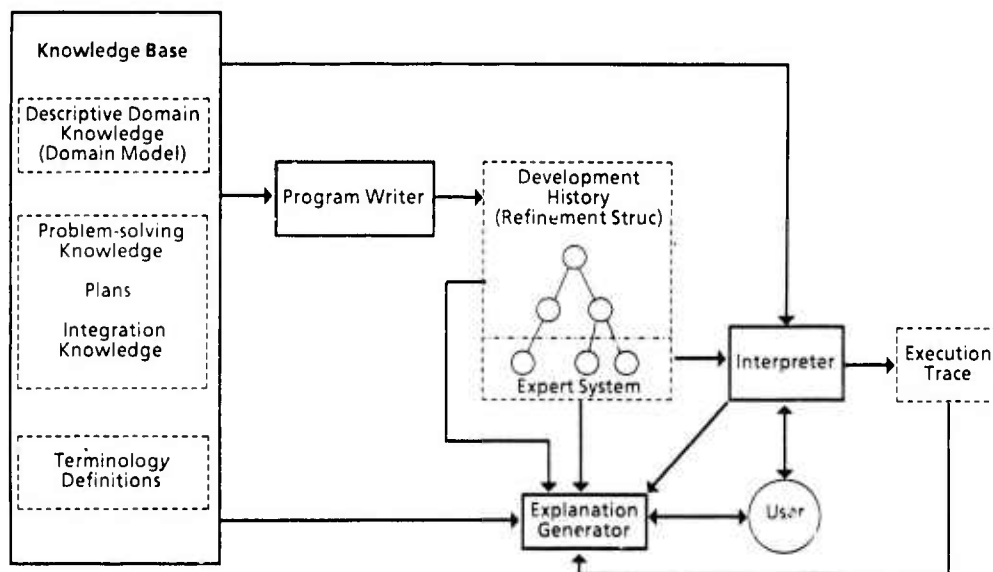 Knowledge Base
Descriptive Domain
Knowledge
(Domain Model)
Problem-solving
Knowledge
Plans
Integration
Knowledge
Terminology
Definitions
Program Writer
Development
History
(Refinement Struc)
Expert System
Interpreter
Execution
Trace
Explanation
Generator
User